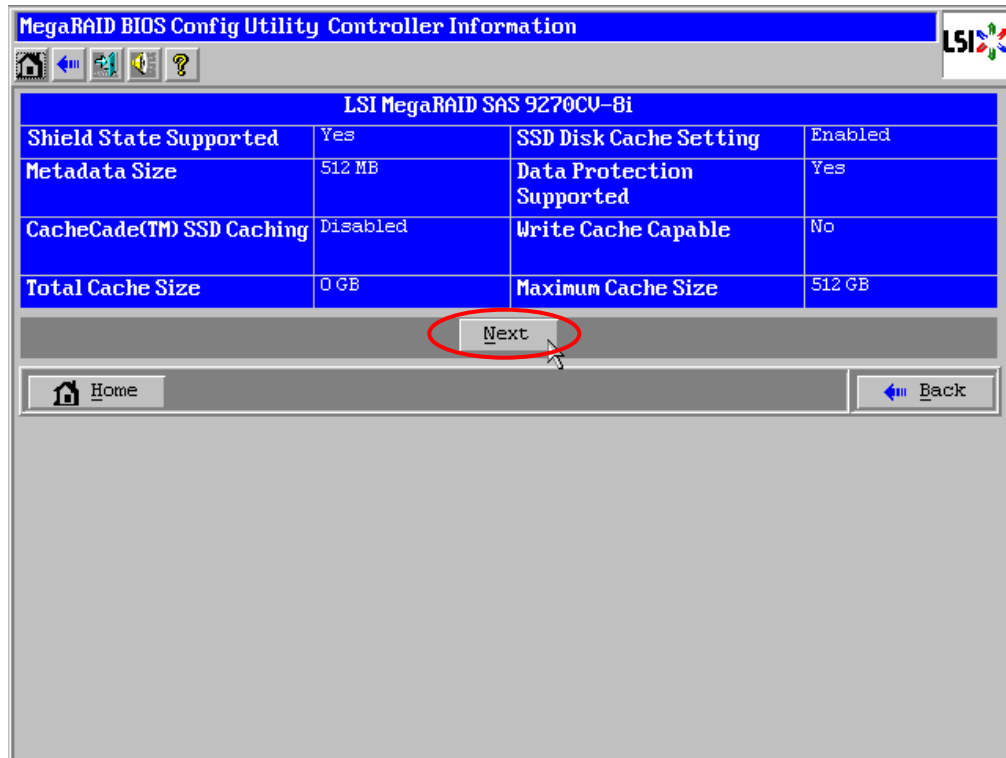 MegaRAID BIOS Config Utility Controller Information
LSI
LSI MegaRAID SAS 9270CV-8i
Shield State Supported Yes SSD Disk Cache Setting Enabled
Metadata Size 512 MB Data Protection Supported Yes
CacheCade(TM) SSD Caching Disabled Write Cache Capable No
Total Cache Size 0 GB Maximum Cache Size 512 GB
Next
Home Back